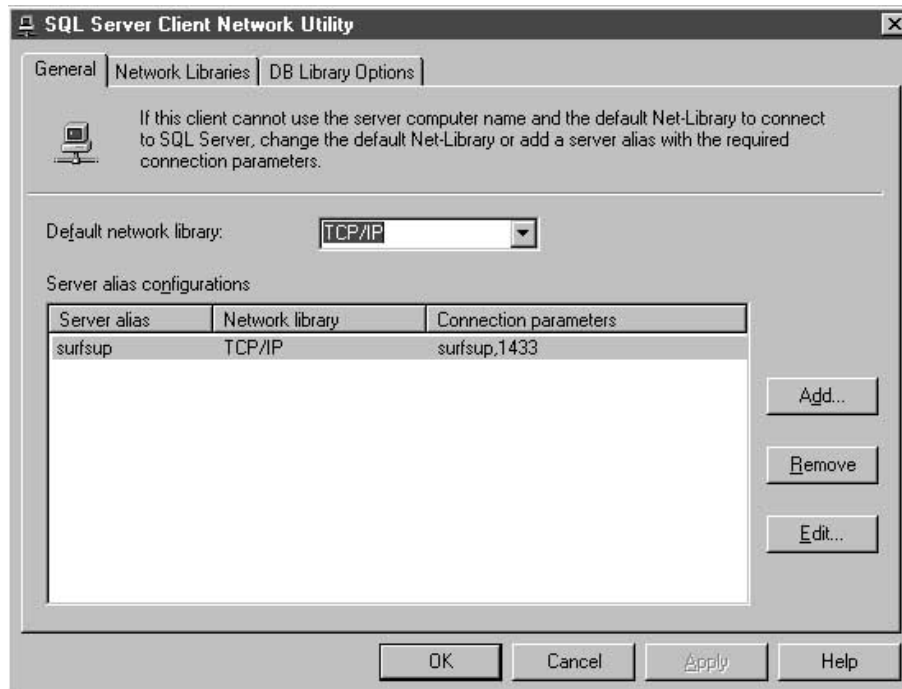 SQL Server Client Network Utility
General Network Libraries DB Library Options
If this client cannot use the server computer name and the default Net-Library to connect
to SQL Server, change the default Net-Library or add a server alias with the required
connection parameters.
Default network library: TCP/IP
Server alias configurations
Server alias Network library Connection parameters
surfsup TCP/IP surfsup,1433
Add...
Remove
Edit...
OK Cancel Apply Help